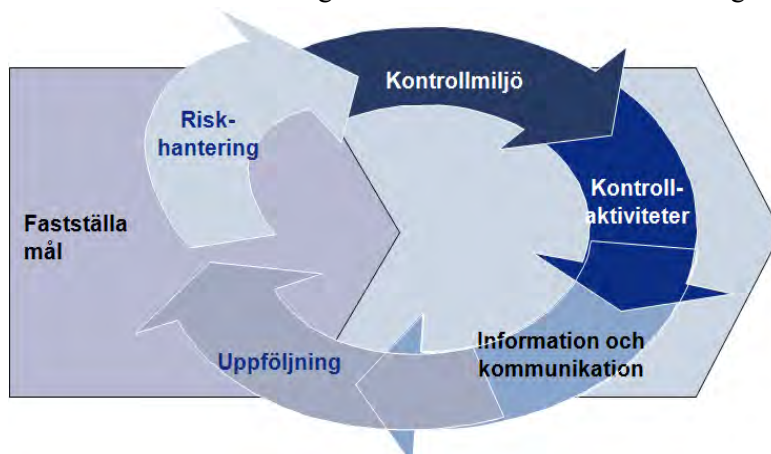 Kontrollmiljö
Risk-
hantering
Kontroll-
aktiviteter
Fastställa
mål
Information och
kommunikation
Uppföljning